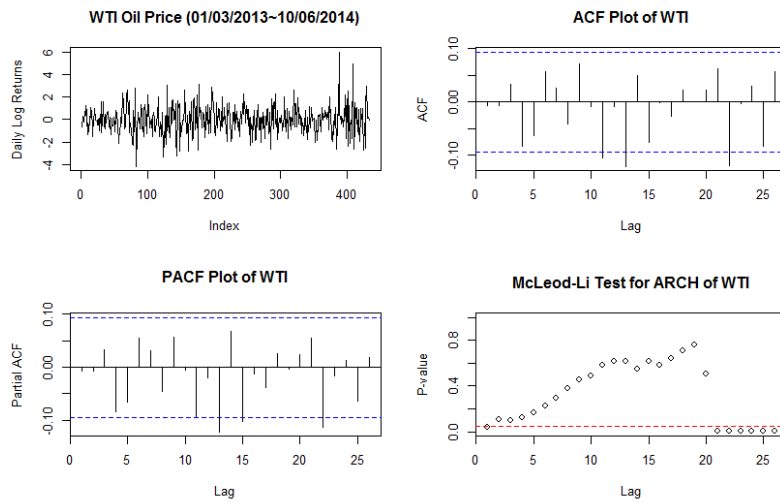 WTI Oil Price (01/03/2013~10/06/2014)
Daily Log Returns
6
4
2
0
-2
-4
0 100 200 300 400
Index
ACF Plot of WTI
ACF
0.10
0.00
-0.10
0 5 10 15 20 25
Lag
PACF Plot of WTI
Partial ACF
0.10
0.00
-0.10
0 5 10 15 20 25
Lag
McLeod-Li Test for ARCH of WTI
P-value
0.8
0.4
0.0
0 5 10 15 20 25
Lag